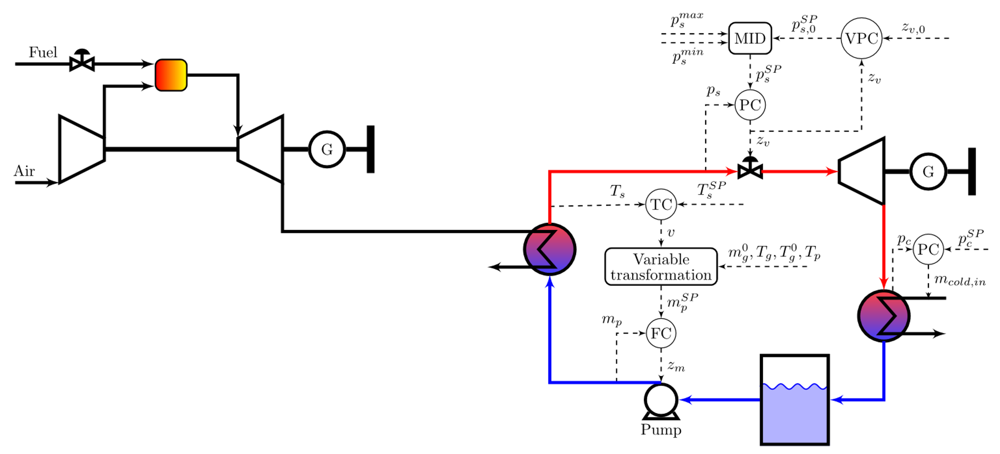 p_s^{max}
p_{s,0}^{SP}
z_{v,0}
MID
VPC
Fuel
p_s^{min}
p_s^{SP}
z_v
p_s
PC
z_v
G
Air
G
T_s
T_s^{SP}
TC
v
p_c
PC
p_c^{SP}
Variable
transformation
m_g^0, T_g, T_g^0, T_p
m_{cold,in}
m_p^{SP}
m_p
FC
z_m
Pump